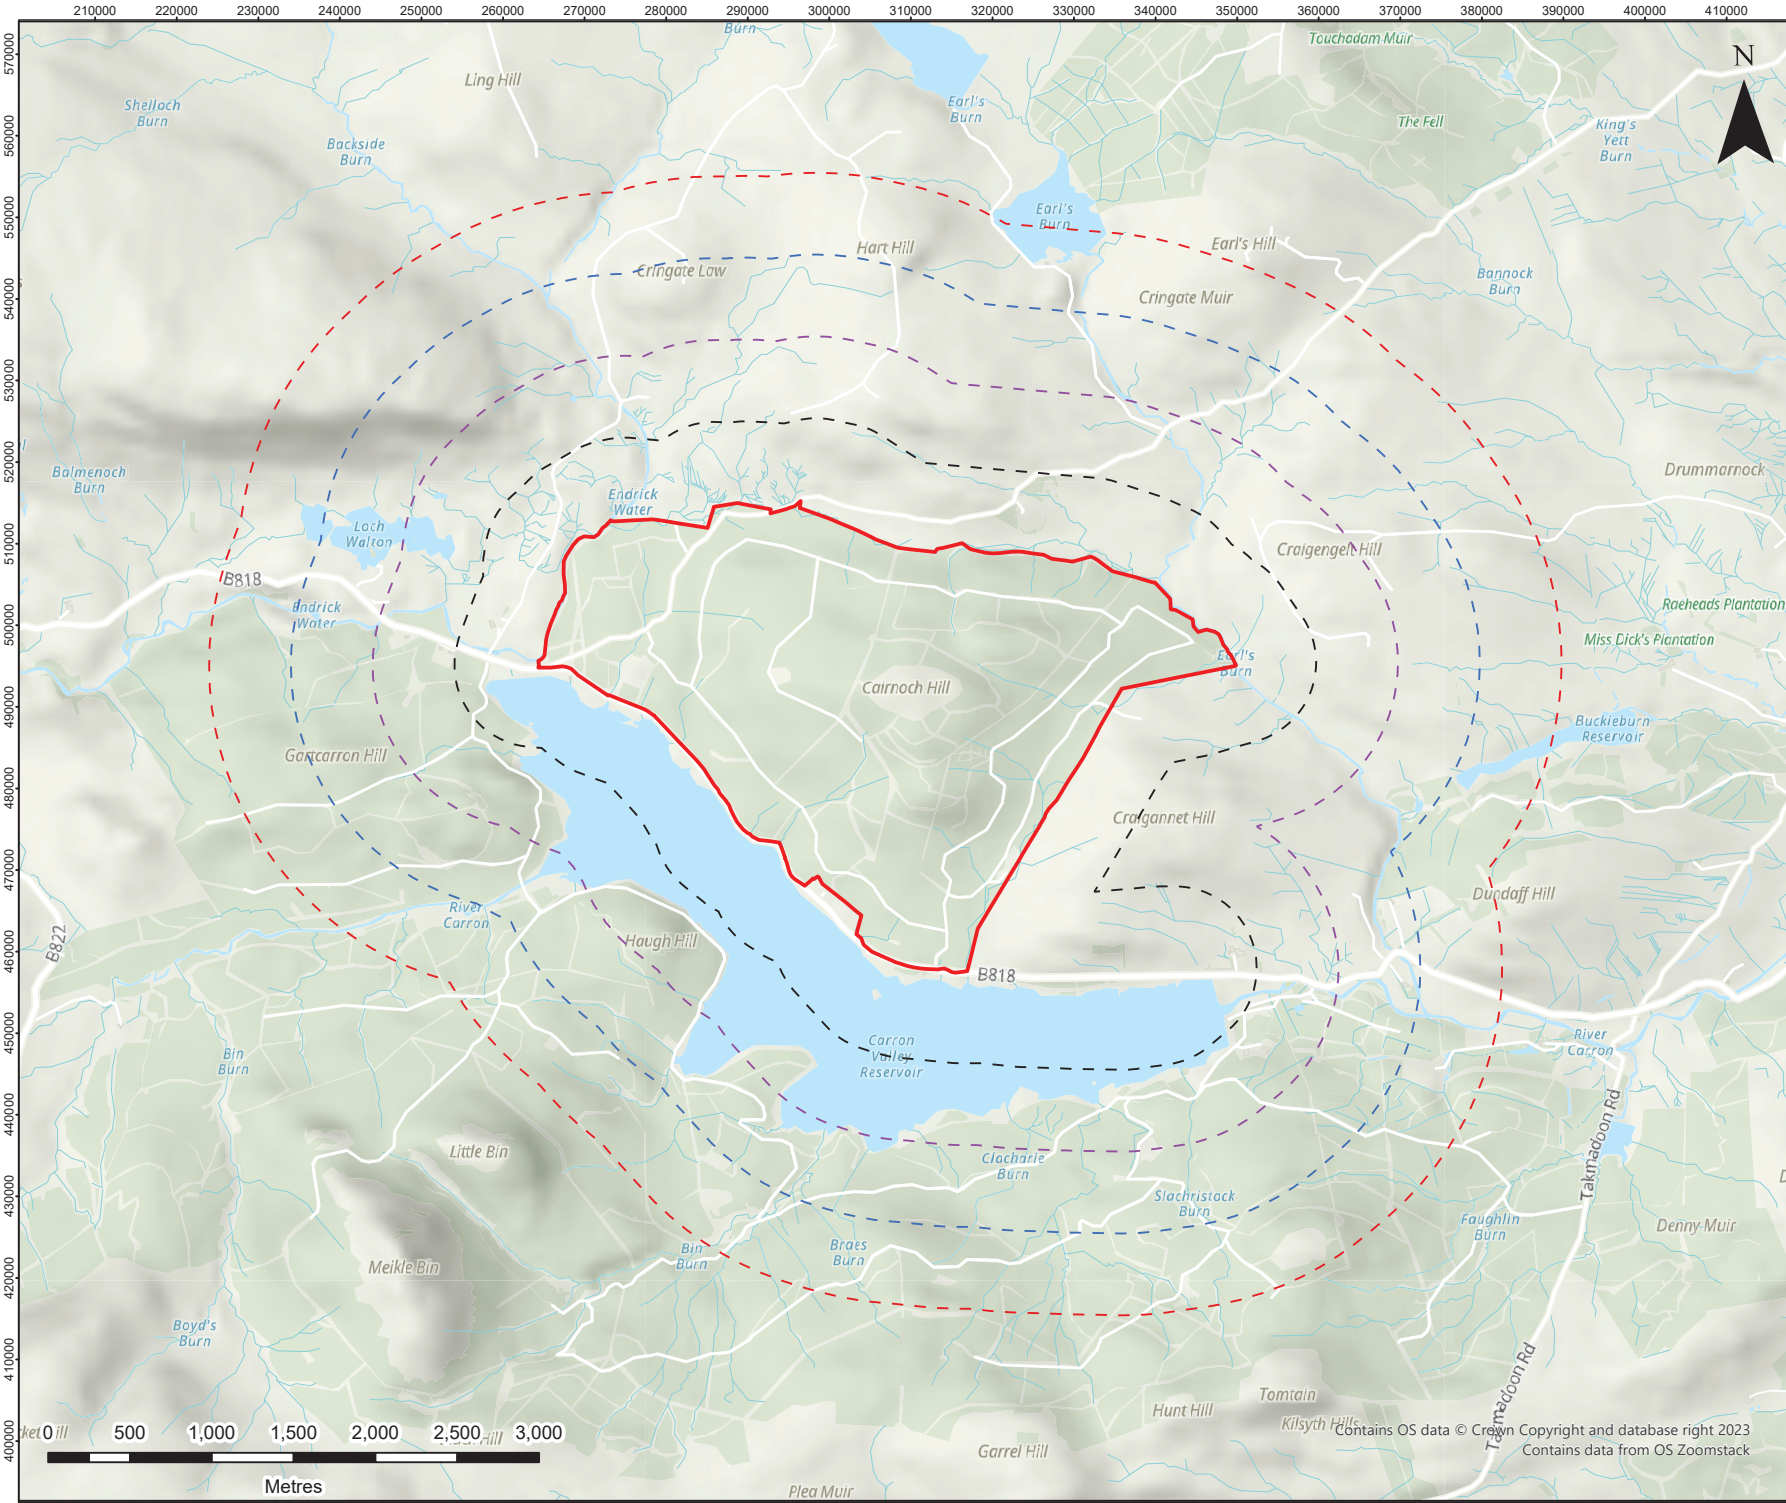 210000 220000 230000 240000 250000 260000 270000 280000 290000 300000 310000 320000 330000 340000 350000 360000 370000 380000 390000 400000 410000
570000
560000
550000
540000
530000
520000
510000
500000
490000
480000
470000
460000
450000
440000
430000
420000
410000
400000
Burn
Touchadam Muir
N
Ling Hill
Shelloch
Burn
Earl's
Burn
The Fell
King's
Yett
Burn
Backside
Burn
Earl's
Burn
Hart Hill
Earl's Hill
Cringate Law
Bannock
Burn
Cringate Muir
Balmenoch
Burn
Drummarnock
Endrick
Water
Loch
Walton
Craigengelt Hill
B818
Endrick
Water
Raeheads Plantation
Miss Dick's Plantation
Earl's
Burn
Cairnoch Hill
Buckieburn
Reservoir
Gartcarron Hill
Craigannet Hill
Dundaff Hill
River
Carron
B822
Haugh Hill
B818
Carron
Valley
Reservoir
River
Carron
Bin
Burn
Takmadoon Rd
Little Bin
Clacharie
Burn
Slachristock
Burn
Faughlin
Burn
Denny Muir
Bin
Burn
Braes
Burn
Meikle Bin
Boyd's
Burn
Takmadoon Rd
Tomtain
Hunt Hill
Kilsyth Hills
Garrel Hill
Plea Muir
0 500 1,000 1,500 2,000 2,500 3,000
Metres
Contains OS data © Crown Copyright and database right 2023
Contains data from OS Zoomstack